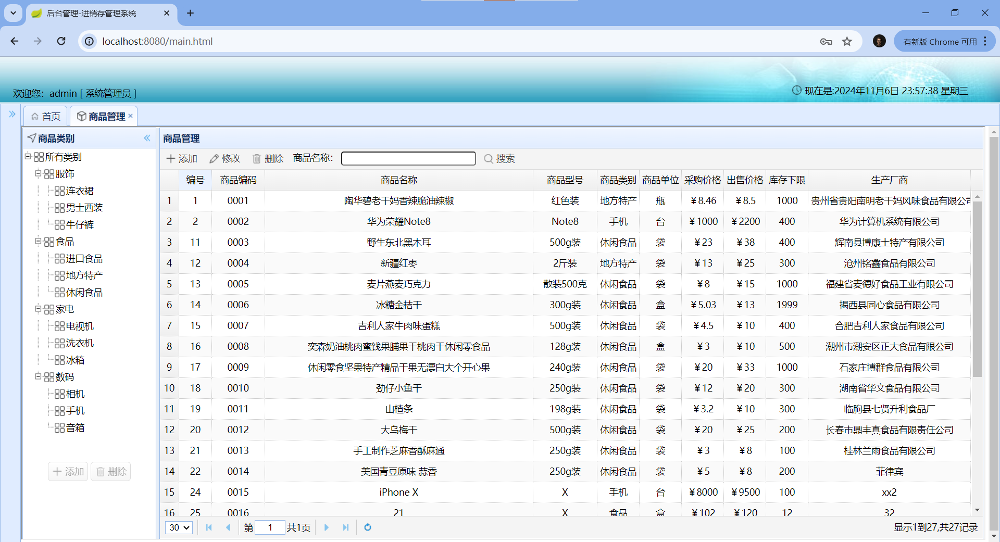 后台管理-进销存管理系统
localhost:8080/main.html
有新版 Chrome 可用
欢迎您：admin [ 系统管理员 ]
现在是:2024年11月6日 23:57:38 星期三
首页
商品管理
商品类别
所有类别
服饰
连衣裙
男士西装
牛仔裤
食品
进口食品
地方特产
休闲食品
家电
电视机
洗衣机
冰箱
数码
相机
手机
音箱
添加 删除
商品管理
添加 修改 删除 商品名称： 搜索
编号 商品编码 商品名称 商品型号 商品类别 商品单位 采购价格 出售价格 库存下限 生产厂商
1 1 0001 陶华碧老干妈香辣脆油辣椒 红色装 地方特产 瓶 ¥8.46 ¥8.5 1000 贵州省贵阳南明老干妈风味食品有限公司
2 2 0002 华为荣耀Note8 Note8 手机 台 ¥1000 ¥2200 400 华为计算机系统有限公司
3 11 0003 野生东北黑木耳 500g装 休闲食品 袋 ¥23 ¥38 400 辉南县博康土特产有限公司
4 12 0004 新疆红枣 2斤装 地方特产 袋 ¥13 ¥25 300 沧州铭鑫食品有限公司
5 13 0005 麦片燕麦巧克力 散装500克 休闲食品 袋 ¥8 ¥15 1000 福建省麦德好食品工业有限公司
6 14 0006 冰糖金桔干 300g装 休闲食品 盒 ¥5.03 ¥13 1999 揭西县同心食品有限公司
7 15 0007 吉利人家牛肉味蛋糕 500g装 休闲食品 袋 ¥4.5 ¥10 400 合肥吉利人家食品有限公司
8 16 0008 奕森奶油桃肉蜜饯果脯果干桃肉干休闲零食品 128g装 休闲食品 盒 ¥3 ¥10 500 潮州市潮安区正大食品有限公司
9 17 0009 休闲零食坚果特产精品干果无漂白大个开心果 240g装 休闲食品 袋 ¥20 ¥33 1000 石家庄博群食品有限公司
10 18 0010 劲仔小鱼干 250g装 休闲食品 袋 ¥12 ¥20 300 湖南省华文食品有限公司
11 19 0011 山楂条 198g装 休闲食品 袋 ¥3.2 ¥10 300 临朐县七贤升利食品厂
12 20 0012 大乌梅干 500g装 休闲食品 袋 ¥20 ¥25 200 长春市鼎丰真食品有限责任公司
13 21 0013 手工制作芝麻香酥麻通 250g装 休闲食品 袋 ¥3 ¥8 100 桂林兰雨食品有限公司
14 22 0014 美国青豆原味 蒜香 250g装 休闲食品 袋 ¥5 ¥8 200 菲律宾
15 24 0015 iPhone X X 手机 台 ¥8000 ¥9500 100 xx2
16 25 0016 21 X 食品 盒 ¥102 ¥120 12 32
30 第 1 共1页 显示1到27,共27记录